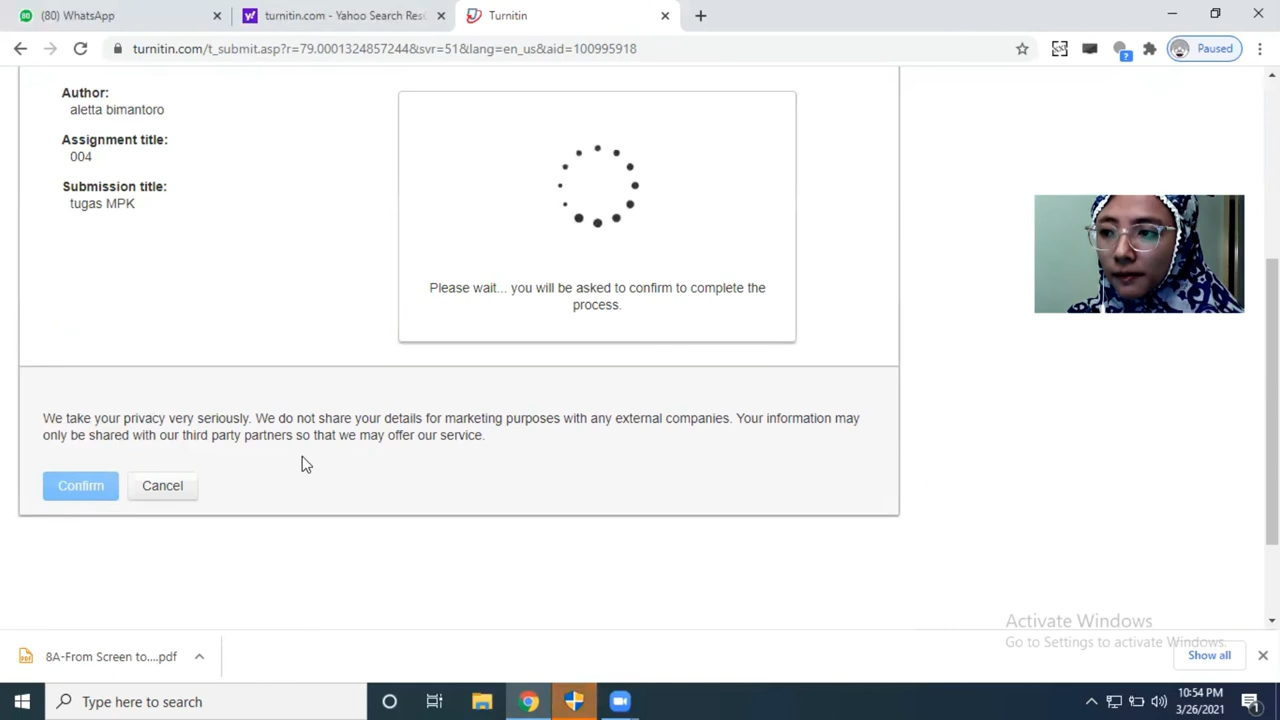 (80) WhatsApp
turnitin.com - Yahoo Search Res
Turnitin
turnitin.com/t_submit.asp?r=79.0001324857244&svr=51&lang=en_us&aid=100995918
Paused
Author:
aletta bimantoro
Assignment title:
004
Submission title:
tugas MPK
Please wait... you will be asked to confirm to complete the
process.
We take your privacy very seriously. We do not share your details for marketing purposes with any external companies. Your information may
only be shared with our third party partners so that we may offer our service.
Confirm
Cancel
Activate Windows
Go to Settings to activate Windows.
8A-From Screen to....pdf
Show all
Type here to search
10:54 PM
3/26/2021